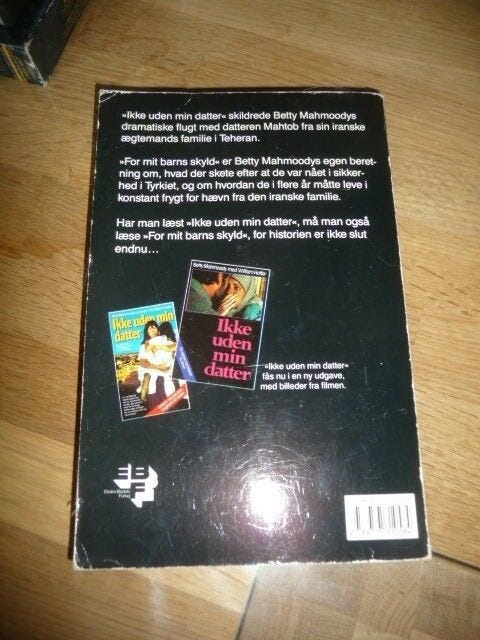 »Ikke uden min datter« skildrede Betty Mahmoodys
dramatiske flugt med datteren Mahtob fra sin iranske
ægtemands familie i Teheran.
»For mit barns skyld« er Betty Mahmoodys egen beret-
ning om, hvad der skete efter at de var nået i sikker-
hed i Tyrkiet, og om hvordan de i flere år måtte leve i
konstant frygt for hævn fra den iranske familie.
Har man læst »Ikke uden min datter«, må man også
læse »For mit barns skyld«, for historien er ikke slut
endnu...
Betty Mahmoody med William Hoffer
Ikke
uden
min
datter
Ikke uden min
datter
»Ikke uden min datter«
fås nu i en ny udgave,
med billeder fra filmen.
EBF
Ekstra Bladets
Forlag